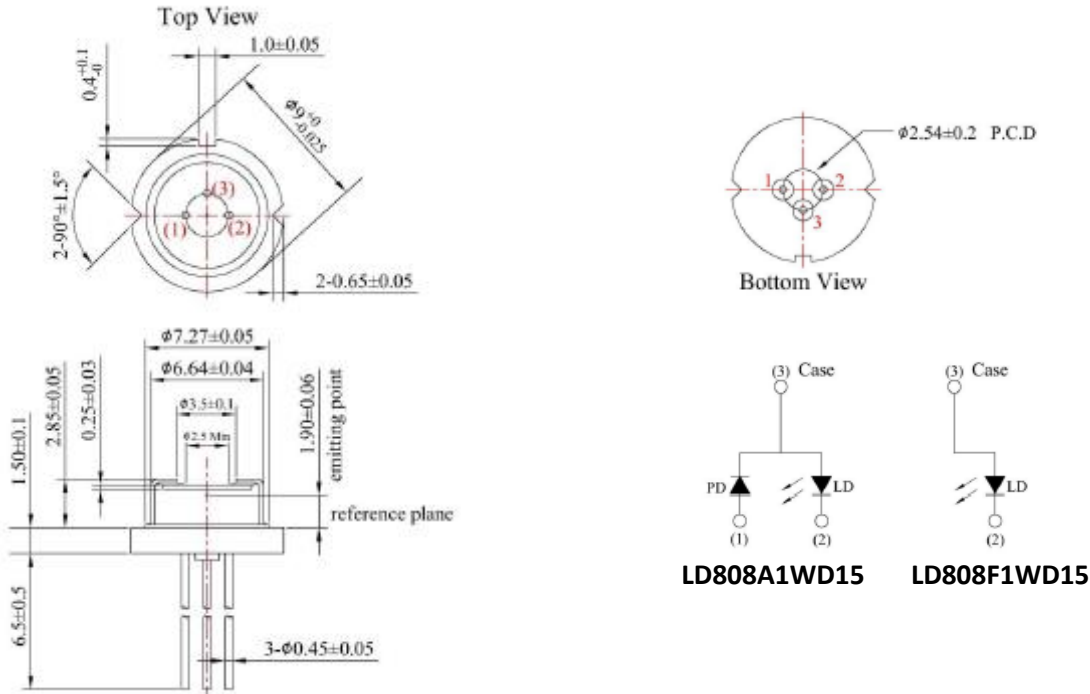 Top View
1.0±0.05
0.4+0.1 -0
ϕ9+0 -0.025
(3)
(1)
(2)
2-90°±1.5°
2-0.65±0.05
ϕ2.54±0.2 P.C.D
1
2
3
Bottom View
ϕ7.27±0.05
ϕ6.64±0.04
ϕ3.5±0.1
ϕ2.5 Min
1.50±0.1
2.85±0.05
0.25±0.03
1.90±0.06
emitting point
reference plane
6.5±0.5
3-ϕ0.45±0.05
(3) Case
PD
LD
(1)
(2)
LD808A1WD15
(3) Case
LD
(2)
LD808F1WD15